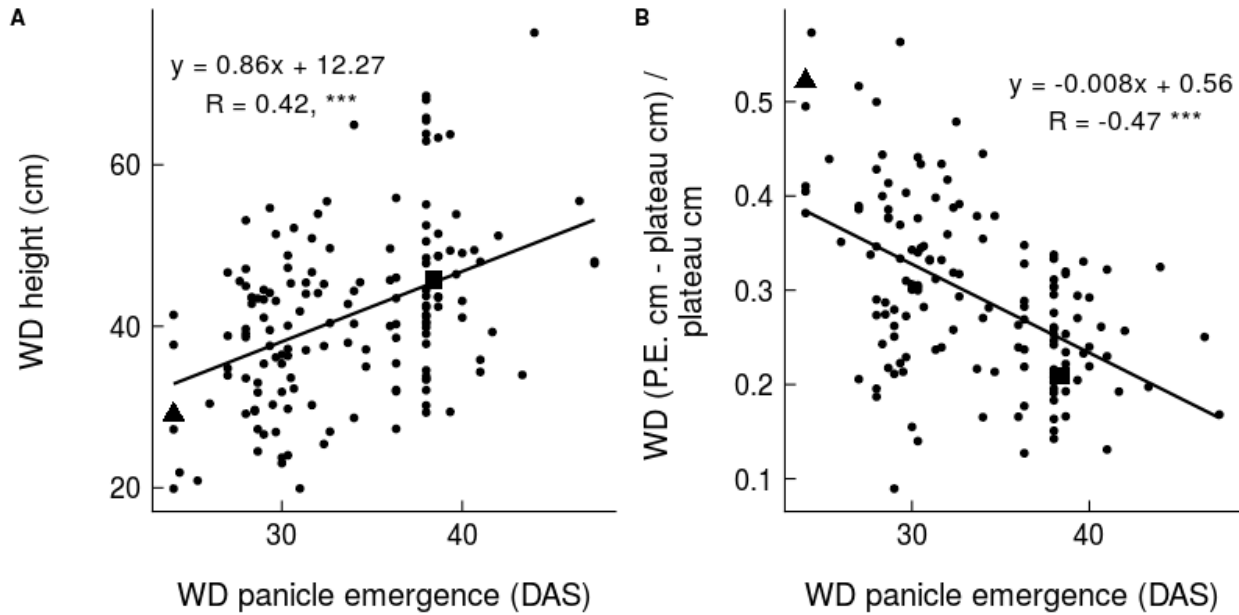 A
y = 0.86x + 12.27
R = 0.42, ***
WD height (cm)
60
40
20
30
40
WD panicle emergence (DAS)
B
y = -0.008x + 0.56
R = -0.47 ***
WD (P.E. cm - plateau cm) /
plateau cm
0.5
0.4
0.3
0.2
0.1
30
40
WD panicle emergence (DAS)